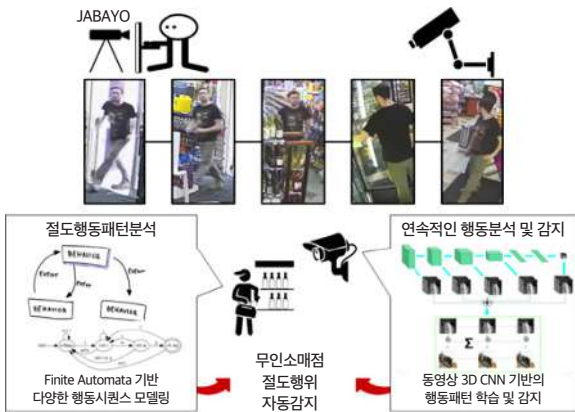 JABAYO
절도행동패턴분석
BEHAVIOR
EVENT
EVENT
EVENT
BEHAVIOR
BEHAVIOR
Finite Automata 기반
다양한 행동시퀀스 모델링
무인소매점
절도행위
자동감지
연속적인 행동분석 및 감지
Σ
동영상 3D CNN 기반의
행동패턴 학습 및 감지